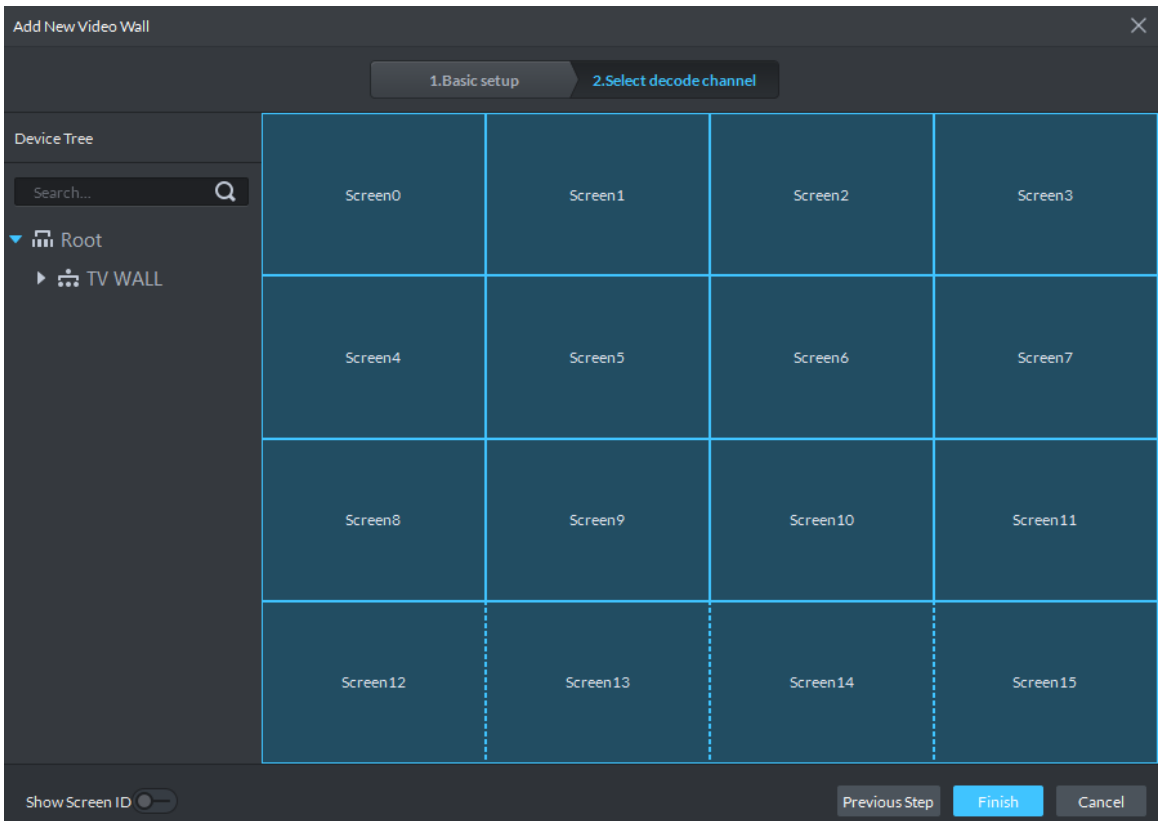 Add New Video Wall
1.Basic setup
2.Select decode channel
Device Tree
Search...
Root
TV WALL
Screen0
Screen1
Screen2
Screen3
Screen4
Screen5
Screen6
Screen7
Screen8
Screen9
Screen10
Screen11
Screen12
Screen13
Screen14
Screen15
Show Screen ID
Previous Step
Finish
Cancel